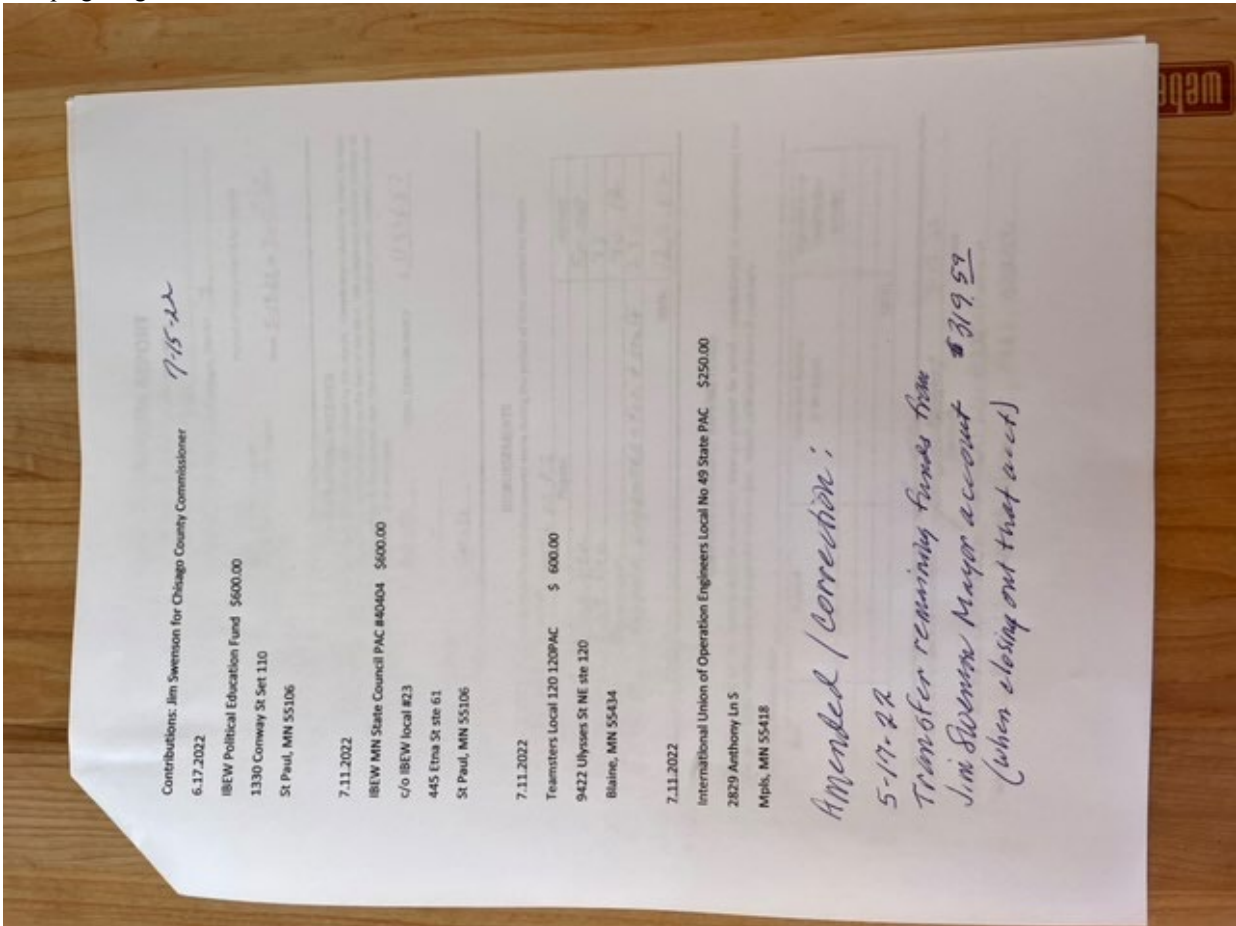 Contributions: Jim Swenson for Chisago County Commissioner 7-15-22
6.17.2022
IBEW Political Education Fund $600.00
1330 Conway St Set 110
St Paul, MN 55106
7.11.2022
IBEW MN State Council PAC #40404 $600.00
c/o IBEW local #23
445 Etna St ste 61
St Paul, MN 55106
7.11.2022
Teamsters Local 120 120PAC $ 600.00
9422 Ulysses St NE ste 120
Blaine, MN 55434
7.11.2022
International Union of Operation Engineers Local No 49 State PAC $250.00
2829 Anthony Ln S
Mpls, MN 55418
Amended / Correction:
5-17-22
Transfer remaining funds from
Jim Swenson Mayor account $319.59
(when closing out that acct)
webe